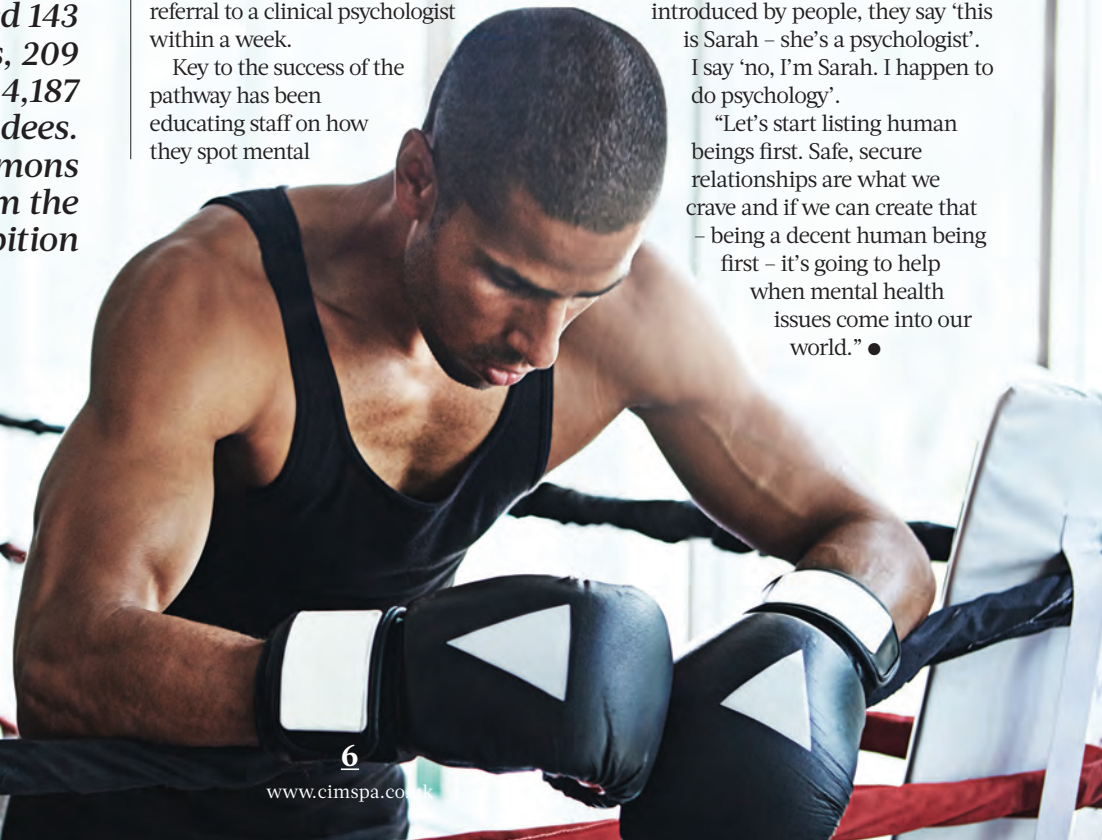 d 143
s, 209
4,187
dees.
mons
m the
bition
referral to a clinical psychologist
within a week.
Key to the success of the
pathway has been
educating staff on how
they spot mental
introduced by people, they say ‘this
is Sarah – she’s a psychologist’.
I say ‘no, I’m Sarah. I happen to
do psychology’.
“Let’s start listing human
beings first. Safe, secure
relationships are what we
crave and if we can create that
– being a decent human being
first – it’s going to help
when mental health
issues come into our
world.” ●
6
www.cimspa.co.uk